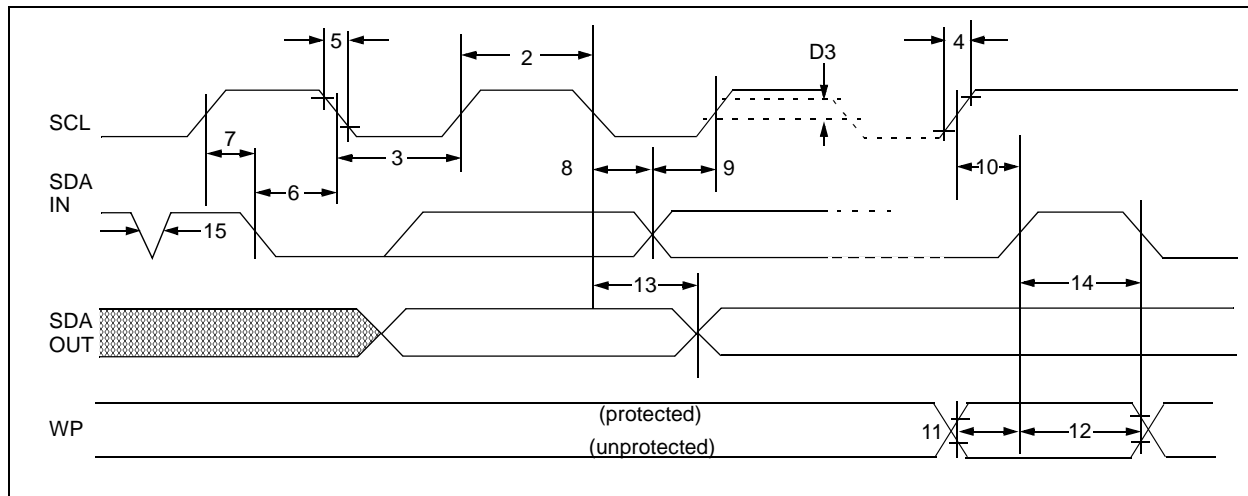 5
2
D3
4
SCL
7
3
8
9
10
SDA
IN
6
15
13
14
SDA
OUT
WP
(protected)
(unprotected)
11
12